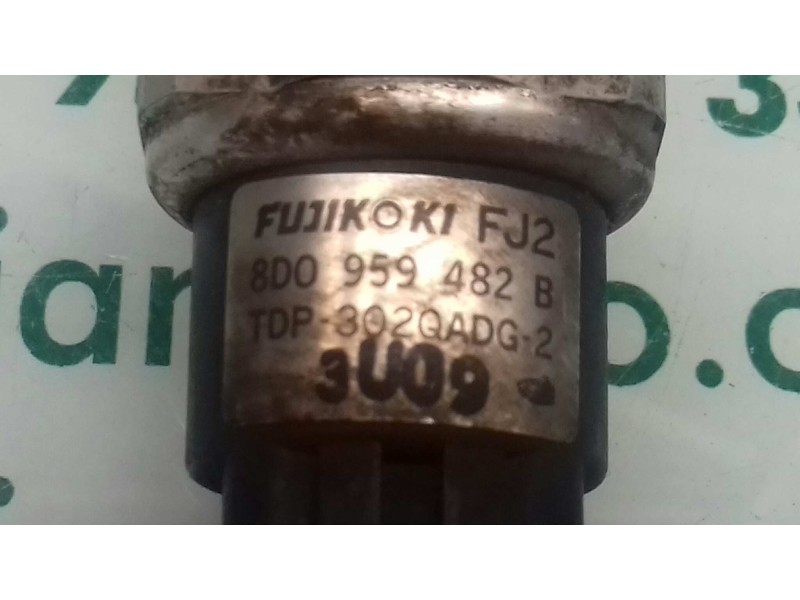 FUJIKOKI FJ2
8D0 959 482 B
TDP-302QADG-2
3U09